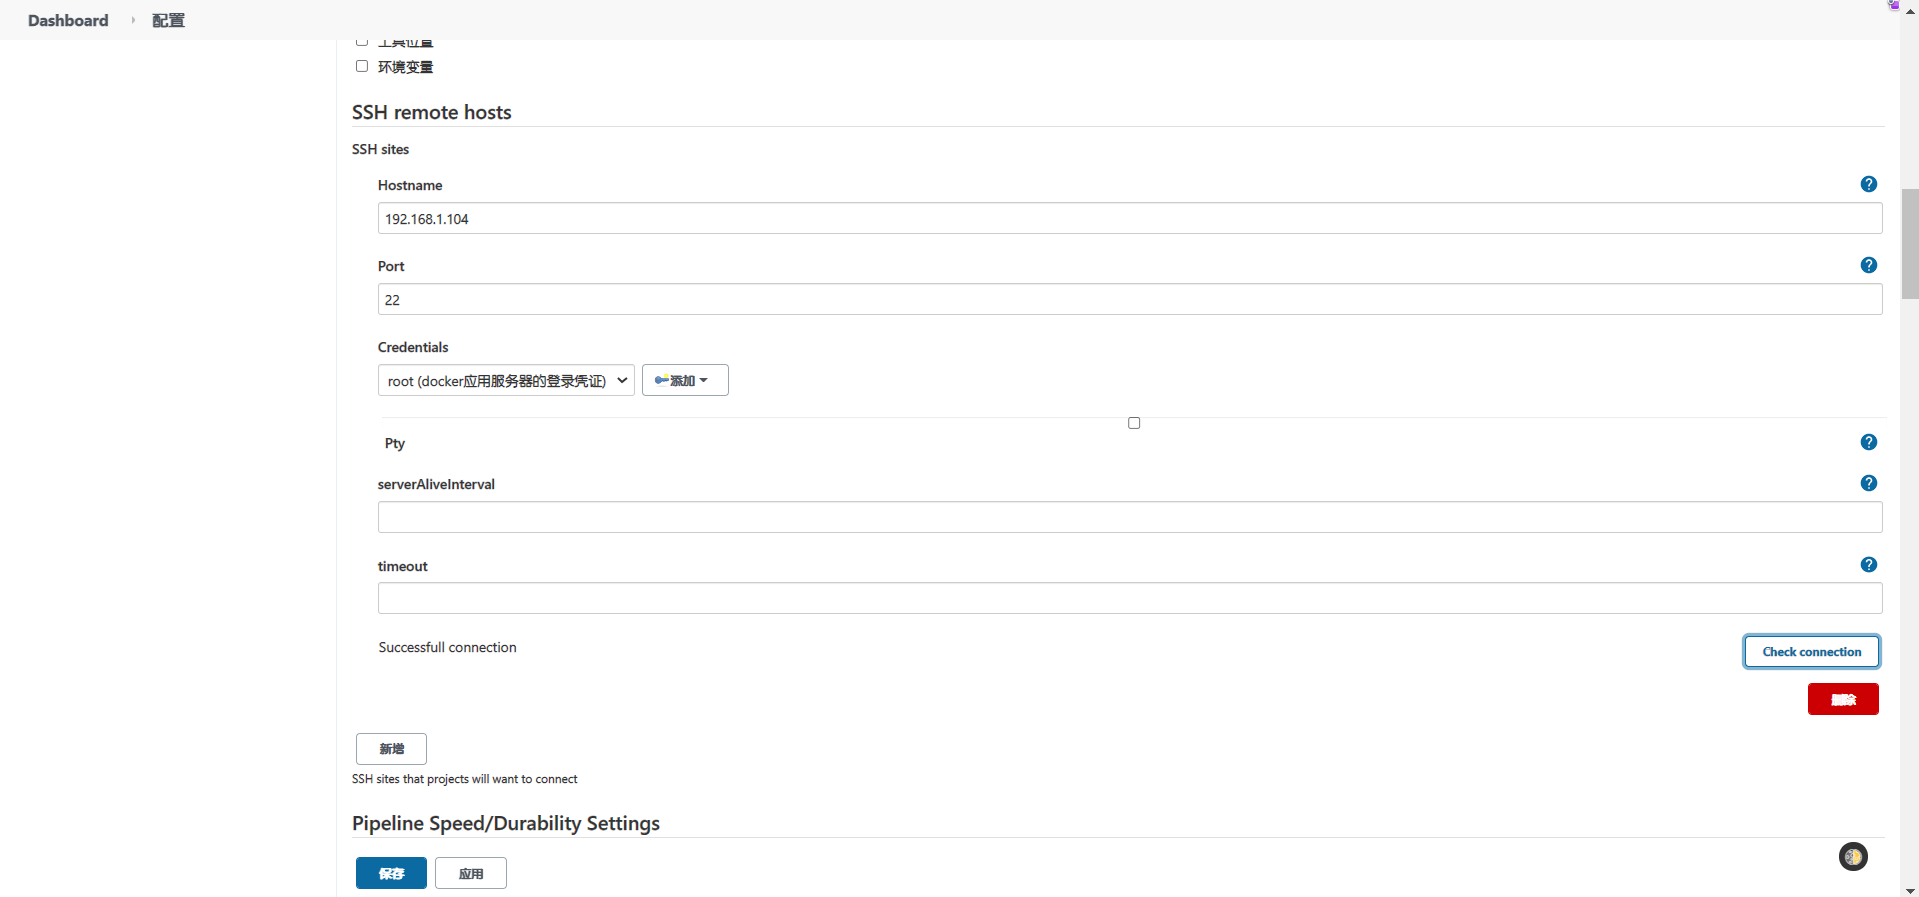 Dashboard
配置
工具位置
环境变量
SSH remote hosts
SSH sites
Hostname
192.168.1.104
Port
22
Credentials
root (docker应用服务器的登录凭证)
添加
Pty
serverAliveInterval
timeout
Successfull connection
Check connection
删除
新增
SSH sites that projects will want to connect
Pipeline Speed/Durability Settings
保存
应用